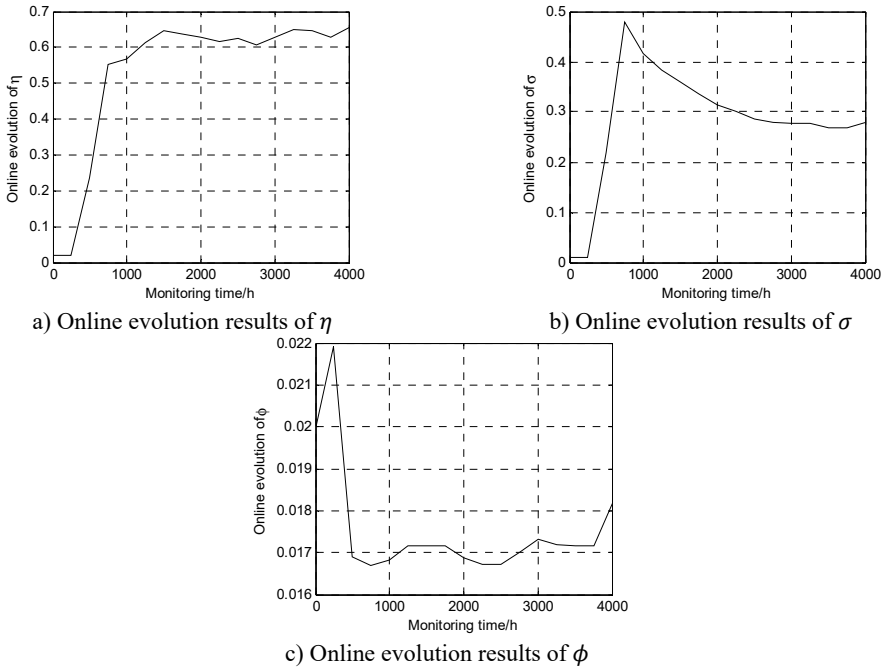 0.7
0.6
0.5
0.4
0.3
0.2
0.1
0
Online evolution of η
0 1000 2000 3000 4000
Monitoring time/h
a) Online evolution results of η
0.5
0.4
0.3
0.2
0.1
0
Online evolution of σ
0 1000 2000 3000 4000
Monitoring time/h
b) Online evolution results of σ
0.022
0.021
0.02
0.019
0.018
0.017
0.016
Online evolution of ϕ
0 1000 2000 3000 4000
Monitoring time/h
c) Online evolution results of ϕ